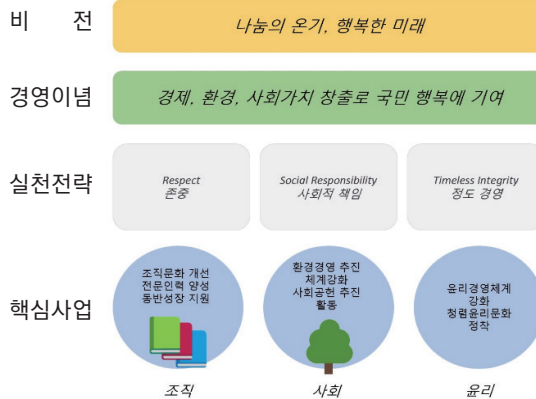 비 전
나눔의 온기, 행복한 미래
경영이념
경제, 환경, 사회가치 창출로 국민 행복에 기여
실천전략
Respect
존중
Social Responsibility
사회적 책임
Timeless Integrity
정도 경영
핵심사업
조직문화 개선
전문인력 양성
동반성장 지원
환경경영 추진
체계강화
사회공헌 추진
활동
윤리경영체계
강화
청렴윤리문화
정착
조직
사회
윤리